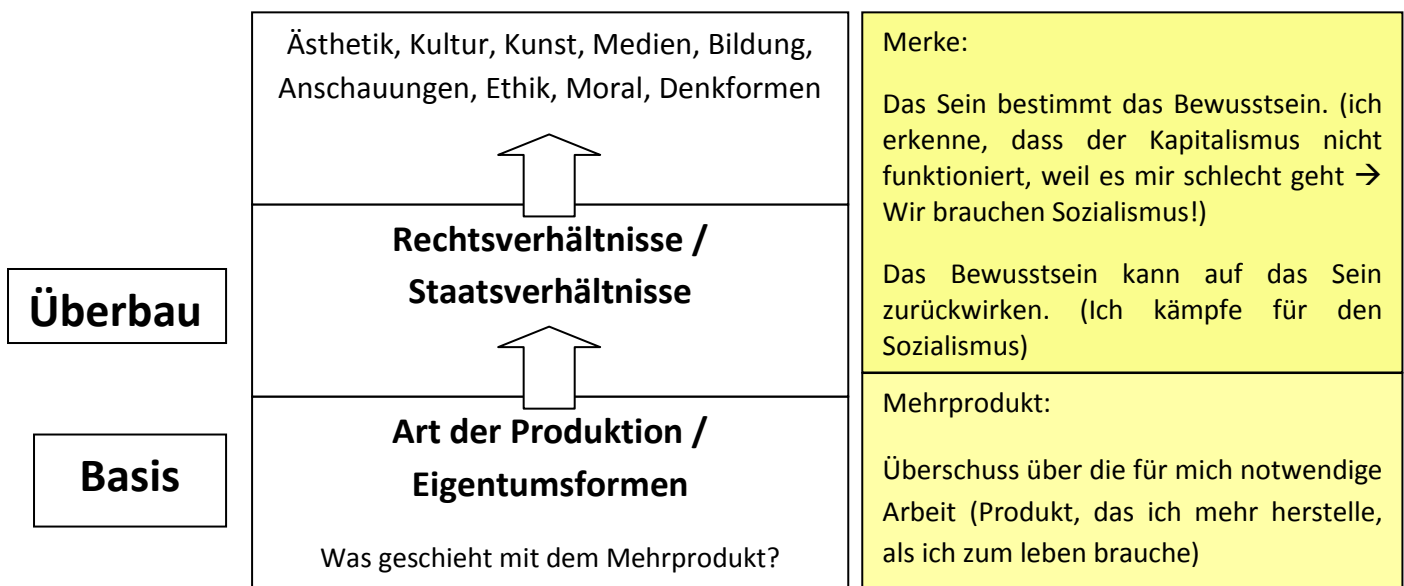 Ästhetik, Kultur, Kunst, Medien, Bildung,
Anschauungen, Ethik, Moral, Denkformen
Überbau
Rechtsverhältnisse /
Staatsverhältnisse
Basis
Art der Produktion /
Eigentumsformen
Was geschieht mit dem Mehrprodukt?
Merke:
Das Sein bestimmt das Bewusstsein. (ich
erkenne, dass der Kapitalismus nicht
funktioniert, weil es mir schlecht geht →
Wir brauchen Sozialismus!)
Das Bewusstsein kann auf das Sein
zurückwirken. (Ich kämpfe für den
Sozialismus)
Mehrprodukt:
Überschuss über die für mich notwendige
Arbeit (Produkt, das ich mehr herstelle,
als ich zum leben brauche)